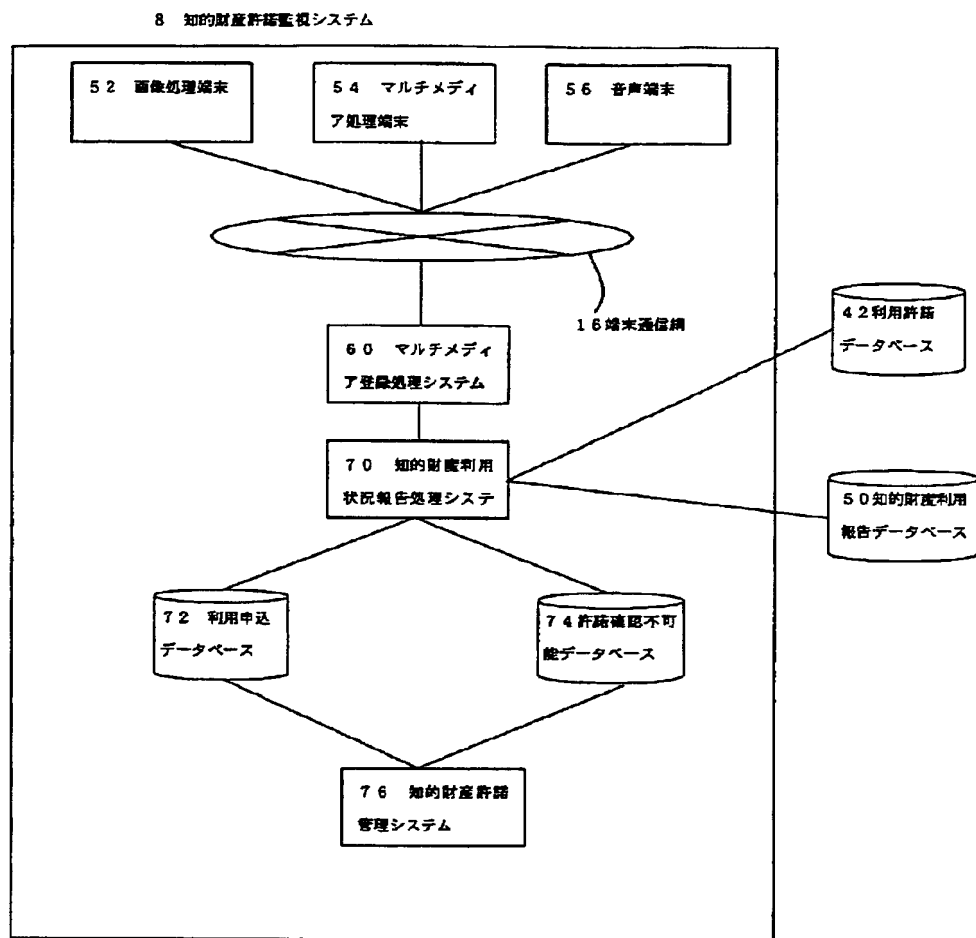 8 知的財産許諾監視システム
52 画像処理端末
54 マルチメディ
ア処理端末
56 音声端末
16端末通信網
42利用許諾
データベース
60 マルチメディ
ア登録処理システム
70 知的財産利用
状況報告処理システ
50知的財産利用
報告データベース
72 利用申込
データベース
74許諾確認不可
能データベース
76 知的財産許諾
管理システム